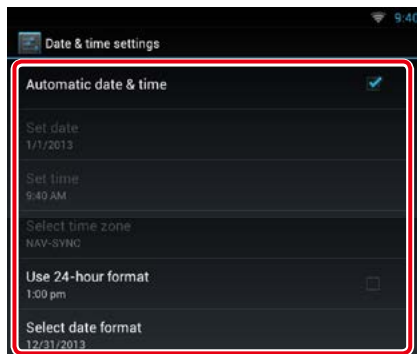 9:40
Date & time settings
Automatic date & time
Set date
1/1/2013
Set time
9:40 AM
Select time zone
NAV-SYNC
Use 24-hour format
1:00 pm
Select date format
12/31/2013